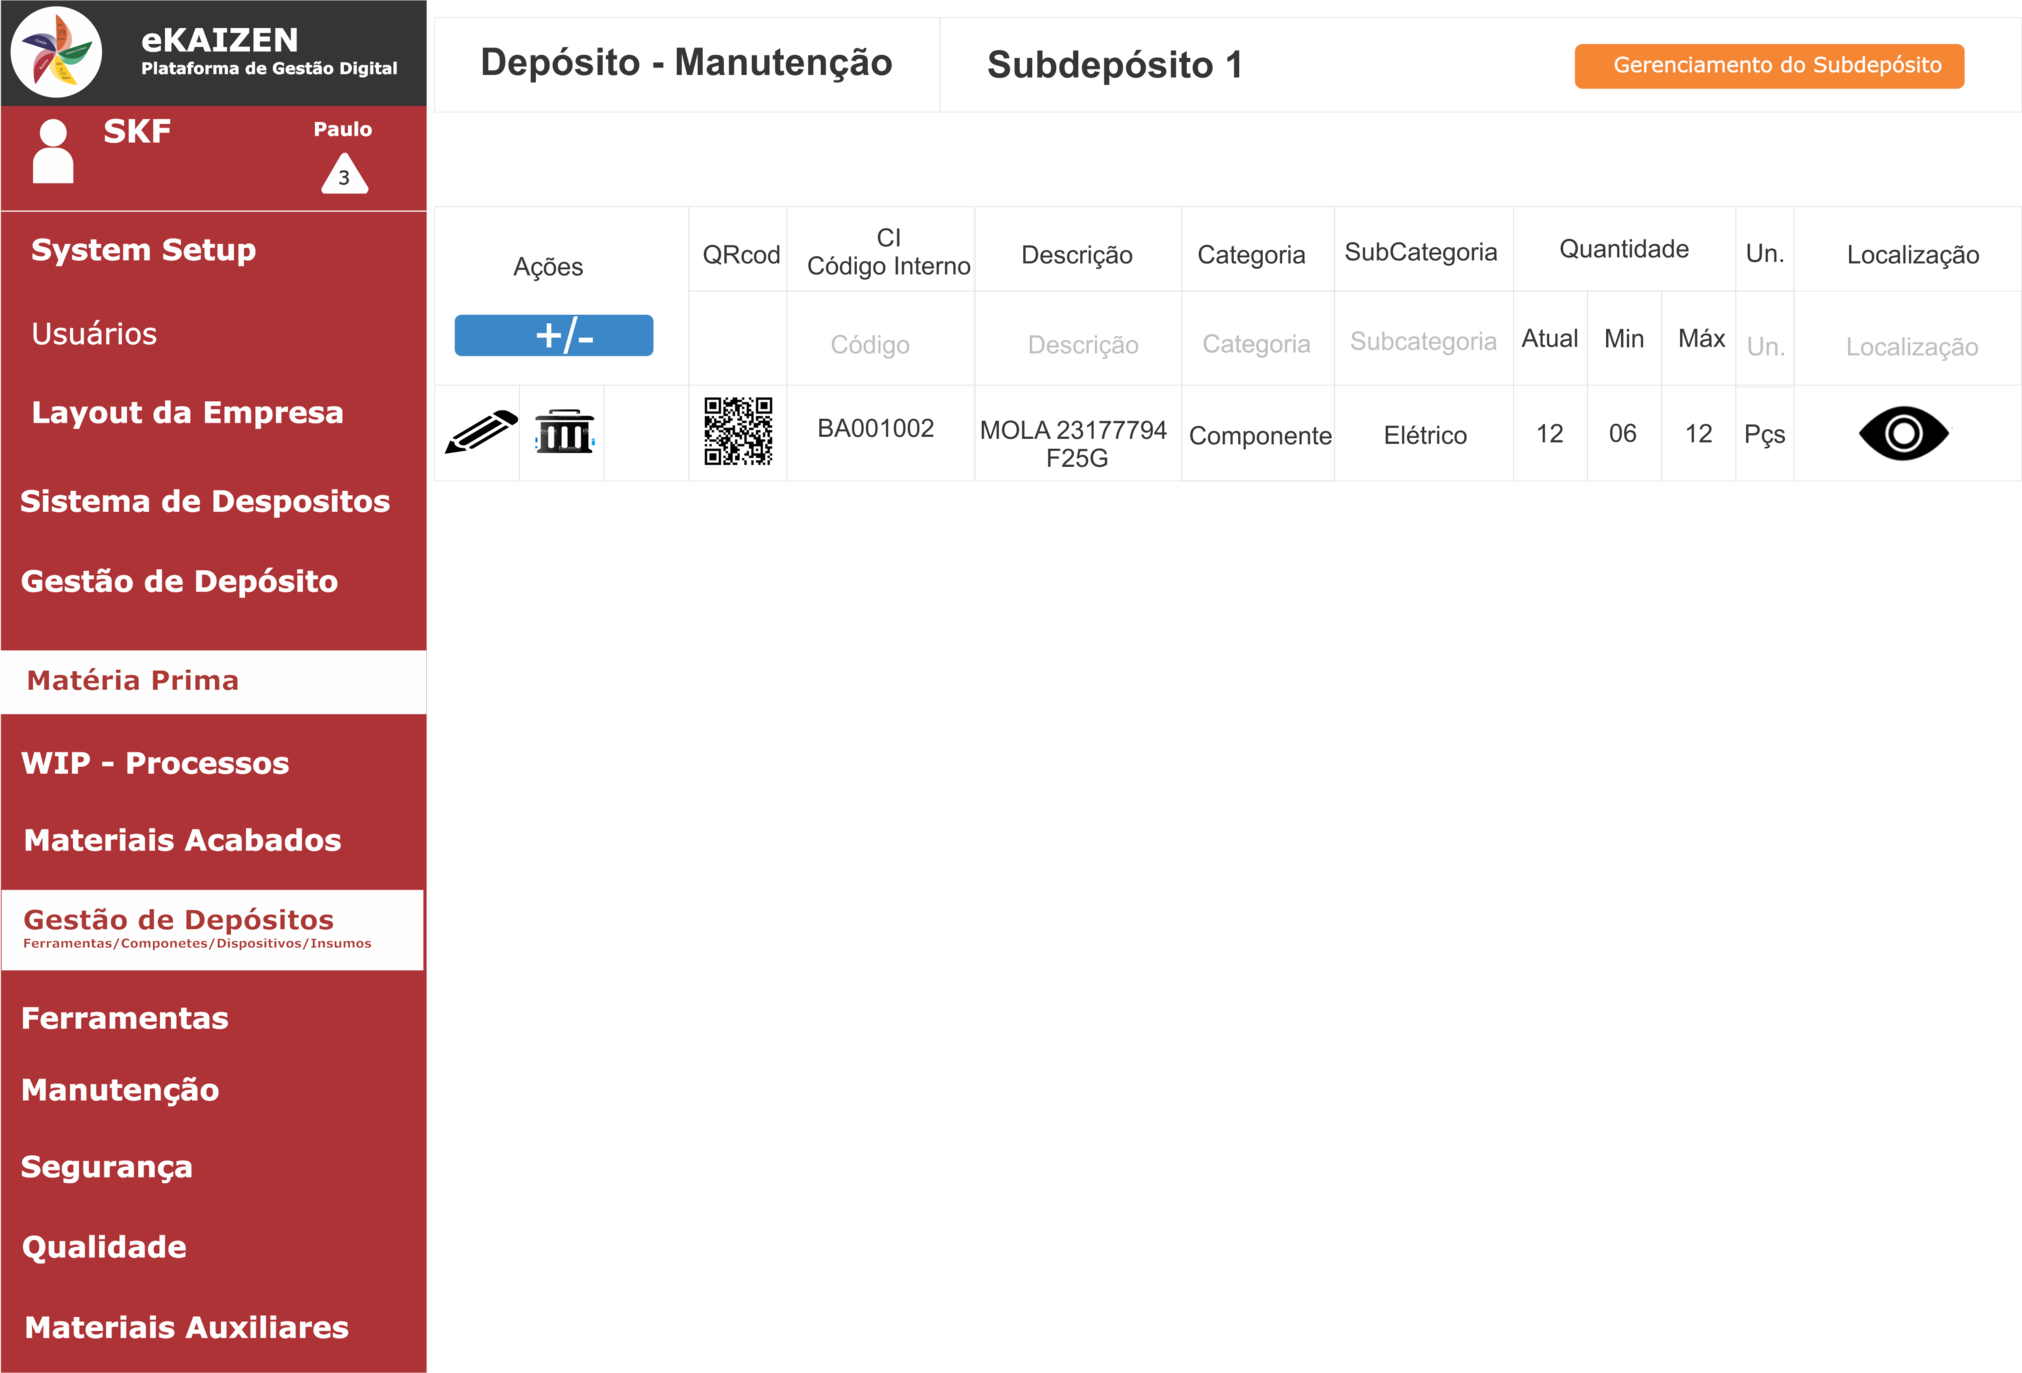 eKAIZEN
Plataforma de Gestão Digital
SKF
Paulo
3
System Setup
Usuários
Layout da Empresa
Sistema de Despositos
Gestão de Depósito
Matéria Prima
WIP - Processos
Materiais Acabados
Gestão de Depósitos
Ferramentas/Componetes/Dispositivos/Insumos
Ferramentas
Manutenção
Segurança
Qualidade
Materiais Auxiliares
Depósito - Manutenção
Subdepósito 1
Gerenciamento do Subdepósito
Ações
QRcod
CI
Código Interno
Descrição
Categoria
SubCategoria
Quantidade
Un.
Localização
+/-
Código
Descrição
Categoria
Subcategoria
Atual
Min
Máx
Un.
Localização
BA001002
MOLA 23177794
F25G
Componente
Elétrico
12
06
12
Pçs